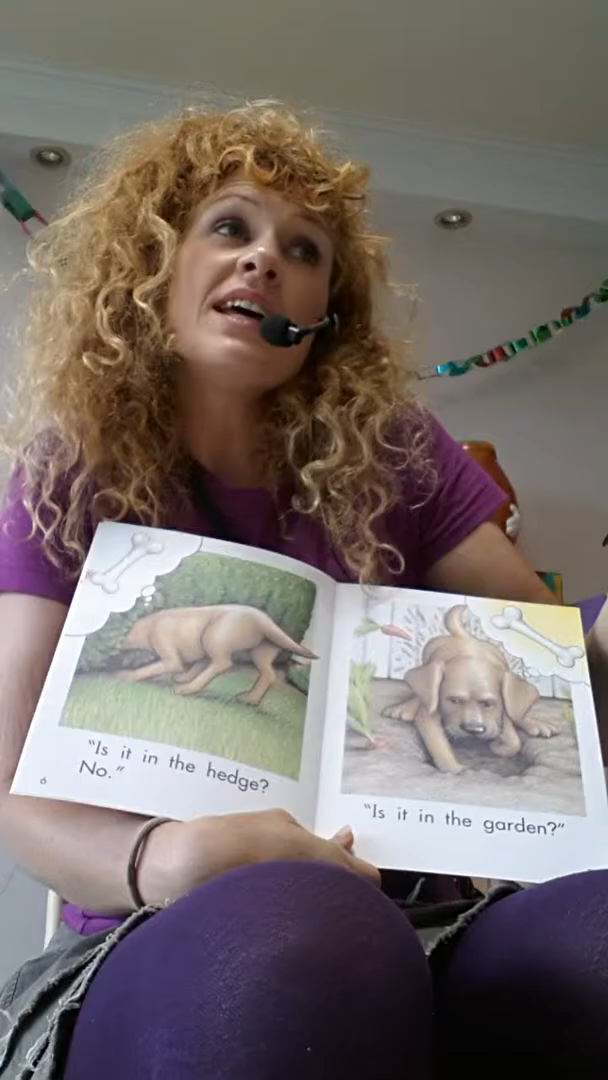 "Is it in the hedge?
No."
6
"Is it in the garden?"